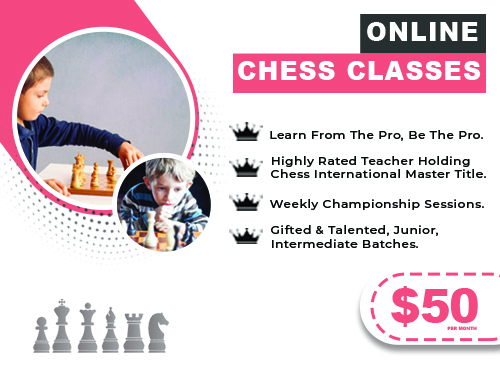 ONLINE
CHESS CLASSES
Learn From The Pro, Be The Pro.
Highly Rated Teacher Holding
Chess International Master Title.
Weekly Championship Sessions.
Gifted & Talented, Junior,
Intermediate Batches.
$50
PER MONTH